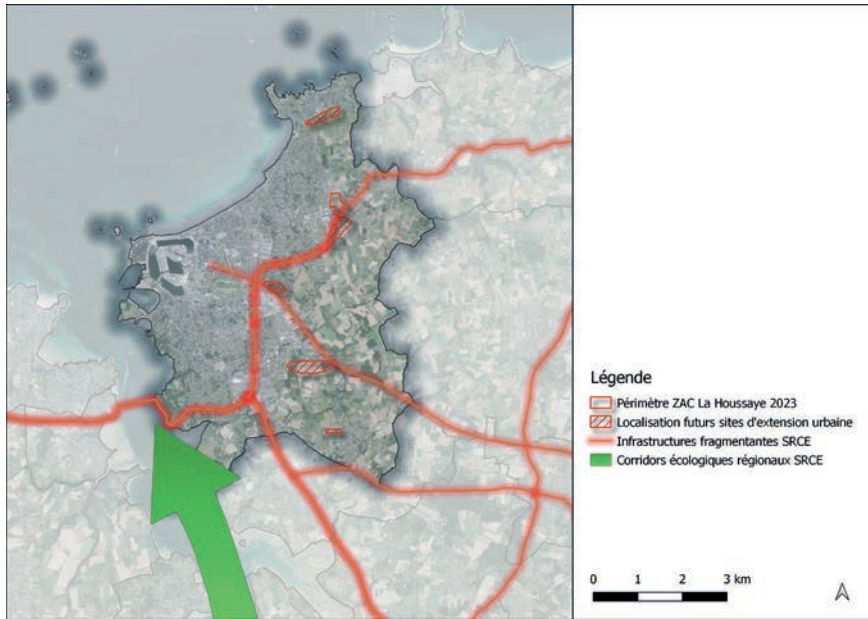 Légende
Périmètre ZAC La Houssaye 2023
Localisation futurs sites d'extension urbaine
Infrastructures fragmentantes SRCE
Corridors écologiques régionaux SRCE
0 1 2 3 km